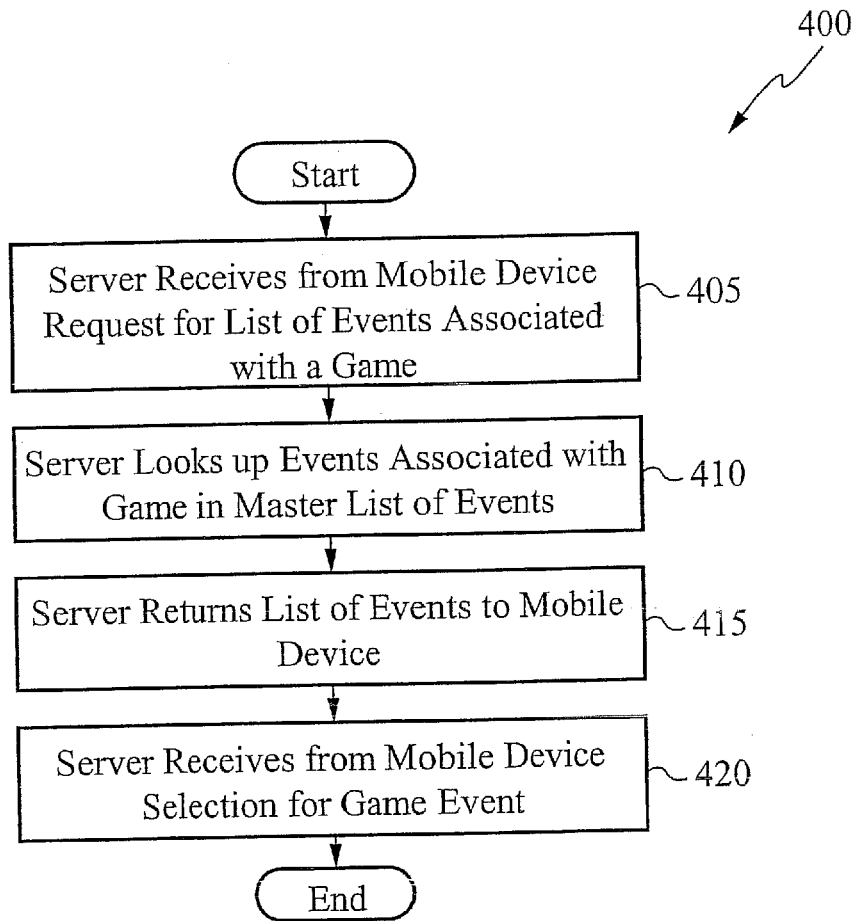 400
Start
Server Receives from Mobile Device
Request for List of Events Associated
with a Game
405
Server Looks up Events Associated with
Game in Master List of Events
410
Server Returns List of Events to Mobile
Device
415
Server Receives from Mobile Device
Selection for Game Event
420
End